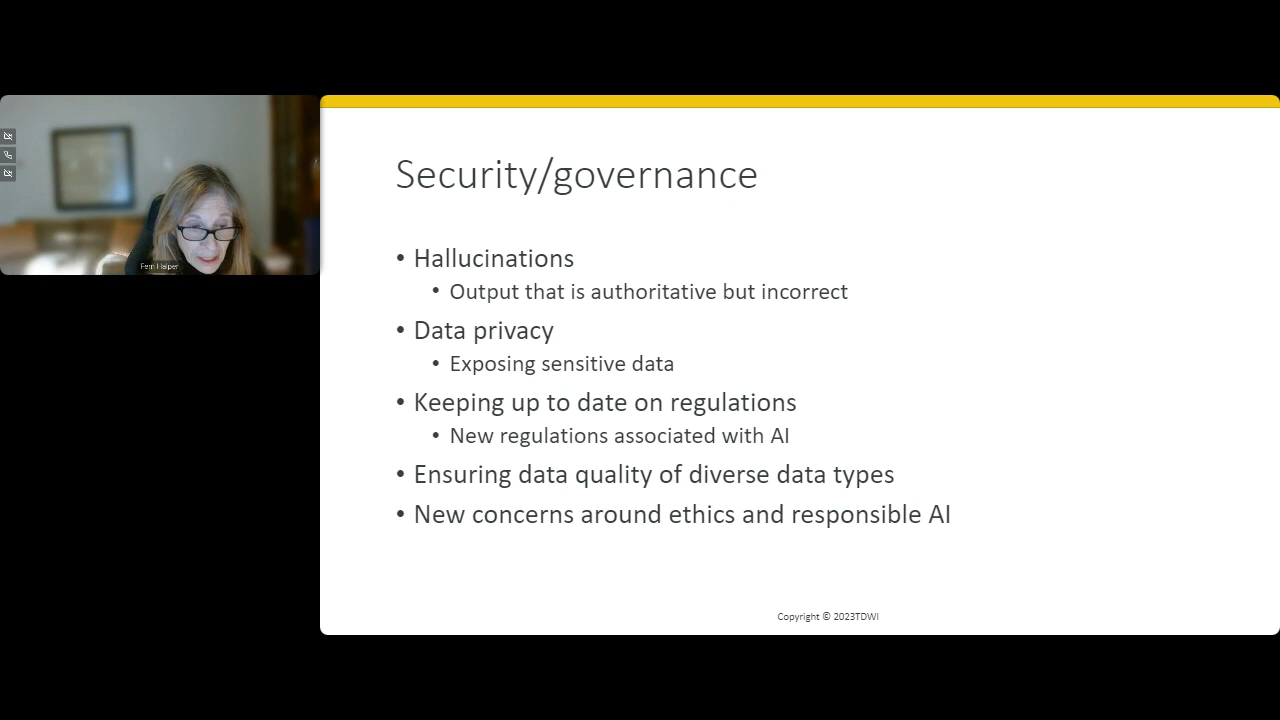 Fern Halper
Security/governance
• Hallucinations
• Output that is authoritative but incorrect
• Data privacy
• Exposing sensitive data
• Keeping up to date on regulations
• New regulations associated with AI
• Ensuring data quality of diverse data types
• New concerns around ethics and responsible AI
Copyright © 2023TDWI